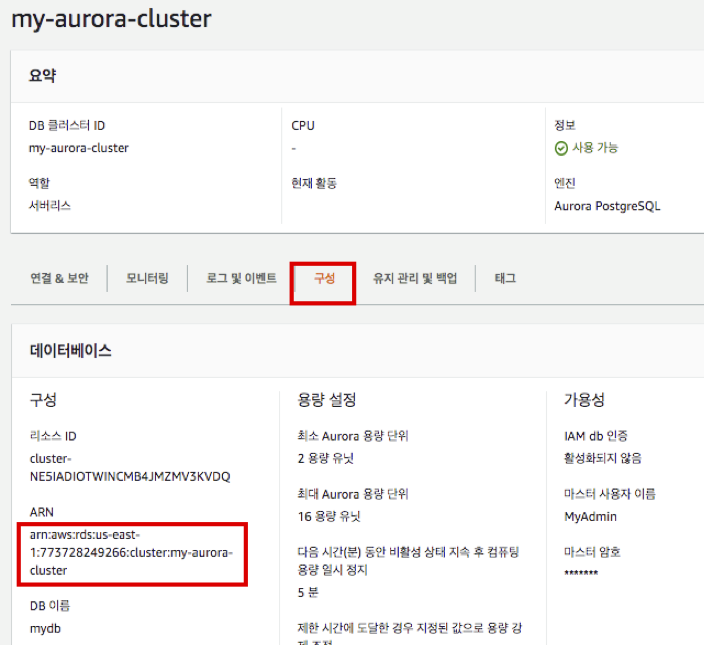 my-aurora-cluster
요약
DB 클러스터 ID
my-aurora-cluster
역할
서버리스
CPU
-
현재 활동
정보
사용 가능
엔진
Aurora PostgreSQL
연결 & 보안
모니터링
로그 및 이벤트
구성
유지 관리 및 백업
태그
데이터베이스
구성
리소스 ID
cluster-
NE5IADIOTWINCMB4JMZMV3KVDQ
ARN
arn:aws:rds:us-east-
1:773728249266:cluster:my-aurora-
cluster
DB 이름
mydb
용량 설정
최소 Aurora 용량 단위
2 용량 유닛
최대 Aurora 용량 단위
16 용량 유닛
다음 시간(분) 동안 비활성 상태 지속 후 컴퓨팅
용량 일시 정지
5 분
제한 시간에 도달한 경우 지정된 값으로 용량 강
제 조정
가용성
IAM db 인증
활성화되지 않음
마스터 사용자 이름
MyAdmin
마스터 암호
*******